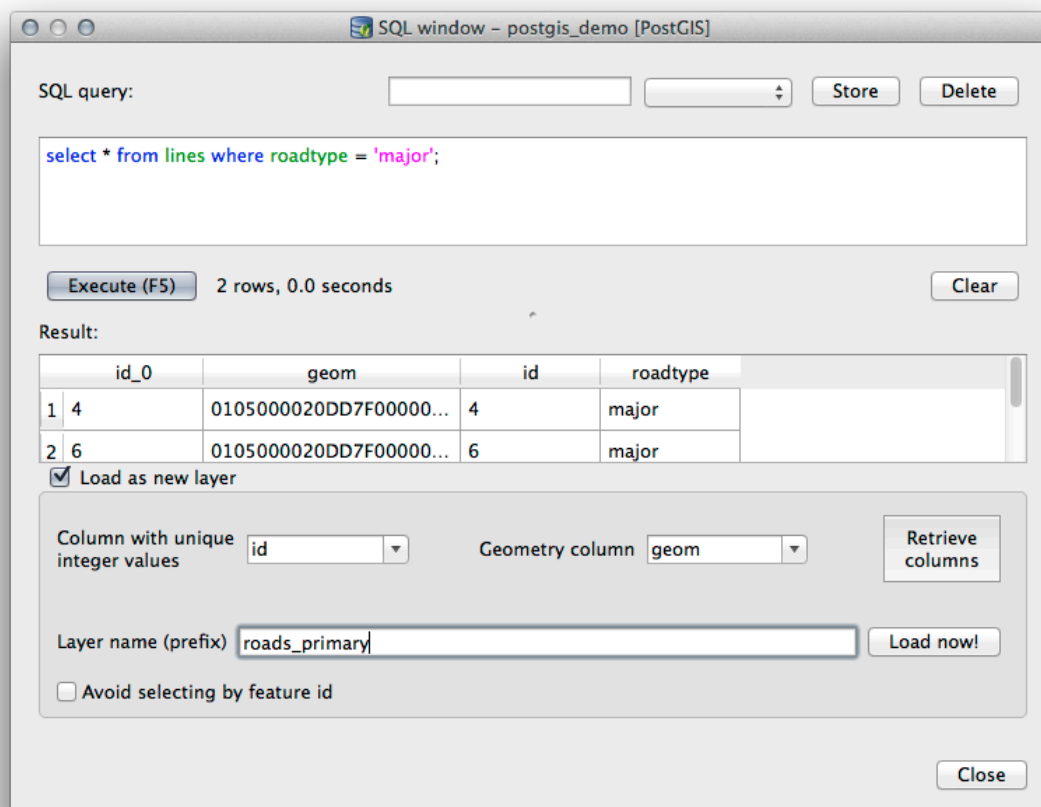 SQL window – postgis_demo [PostGIS]
SQL query:
Store
Delete
select * from lines where roadtype = 'major';
Execute (F5)
2 rows, 0.0 seconds
Clear
Result:
id_0 geom id roadtype
1 4 0105000020DD7F00000... 4 major
2 6 0105000020DD7F00000... 6 major
Load as new layer
Column with unique
integer values
id
Geometry column
geom
Retrieve
columns
Layer name (prefix)
roads_primary
Load now!
Avoid selecting by feature id
Close